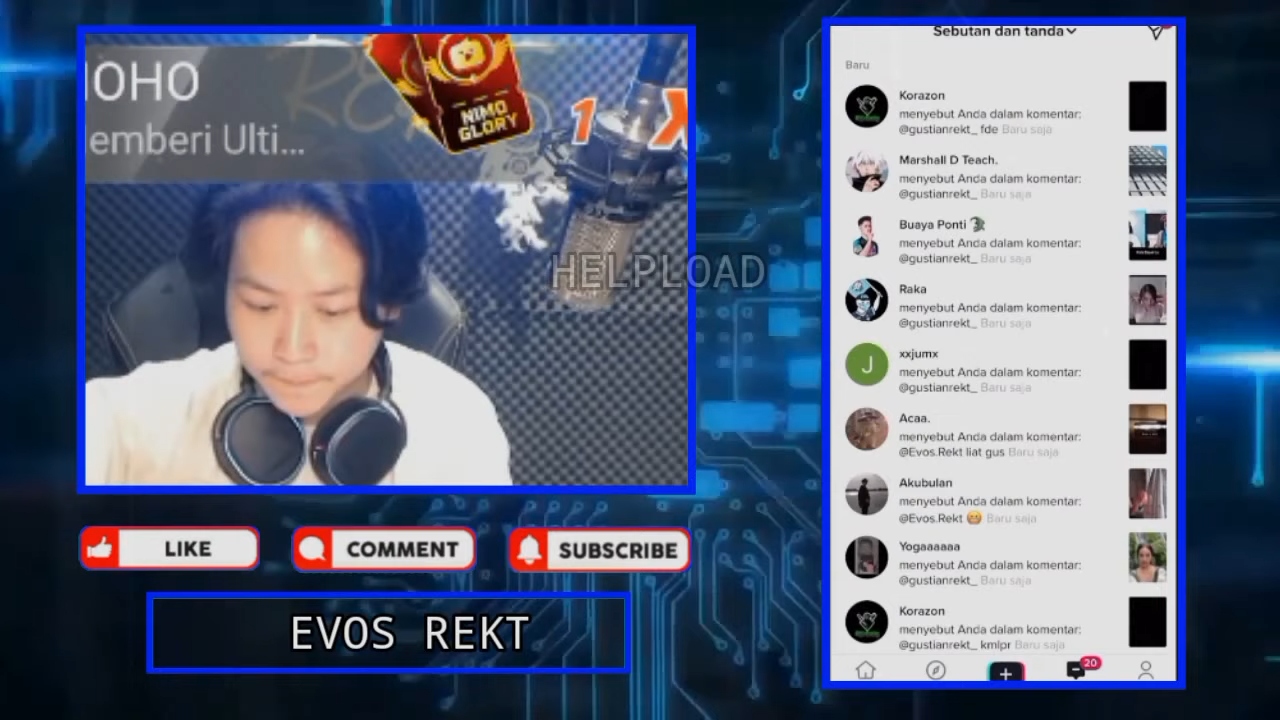 OHO
emberi Ulti...
NIMO
GLORY
1
X
HELPLOAD
LIKE
COMMENT
SUBSCRIBE
EVOS REKT
Sebutan dan tanda
Baru
Korazon
menyebut Anda dalam komentar:
@gustianrekt_ fde Baru saja
Marshall D Teach.
menyebut Anda dalam komentar:
@gustianrekt_ Baru saja
Buaya Ponti 🐊
menyebut Anda dalam komentar:
@gustianrekt_ Baru saja
Raka
menyebut Anda dalam komentar:
@gustianrekt_ Baru saja
J
xxjumx
menyebut Anda dalam komentar:
@gustianrekt_ Baru saja
Acaa.
menyebut Anda dalam komentar:
@Evos.Rekt liat gus Baru saja
Akubulan
menyebut Anda dalam komentar:
@Evos.Rekt 😁 Baru saja
Yogaaaaaa
menyebut Anda dalam komentar:
@gustianrekt_ Baru saja
Korazon
menyebut Anda dalam komentar:
@gustianrekt_ kmlpr Baru saja
20